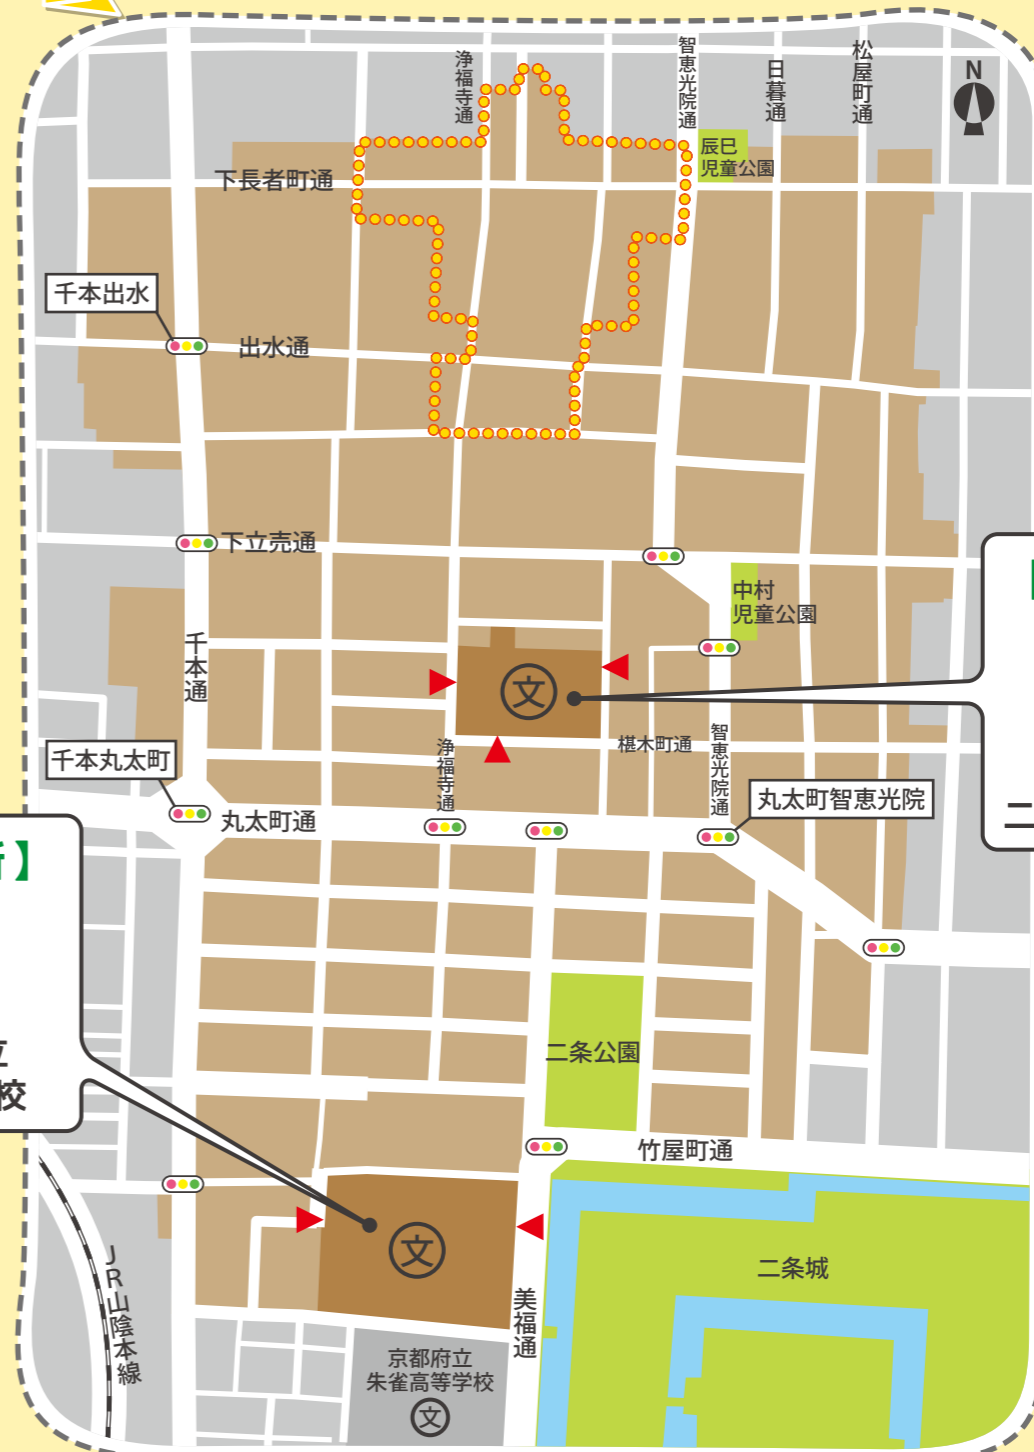 浄福寺通
智恵光院通
日暮通
松屋町通
N
辰巳
児童公園
下長者町通
千本出水
出水通
下立売通
中村
児童公園
千本通
文
千本丸太町
浄福寺通
椹木町通
智恵光院通
丸太町智恵光院
丸太町通
】
二
校
二条公園
竹屋町通
文
二条城
JR山陰本線
美福通
京都府立
朱雀高等学校
文